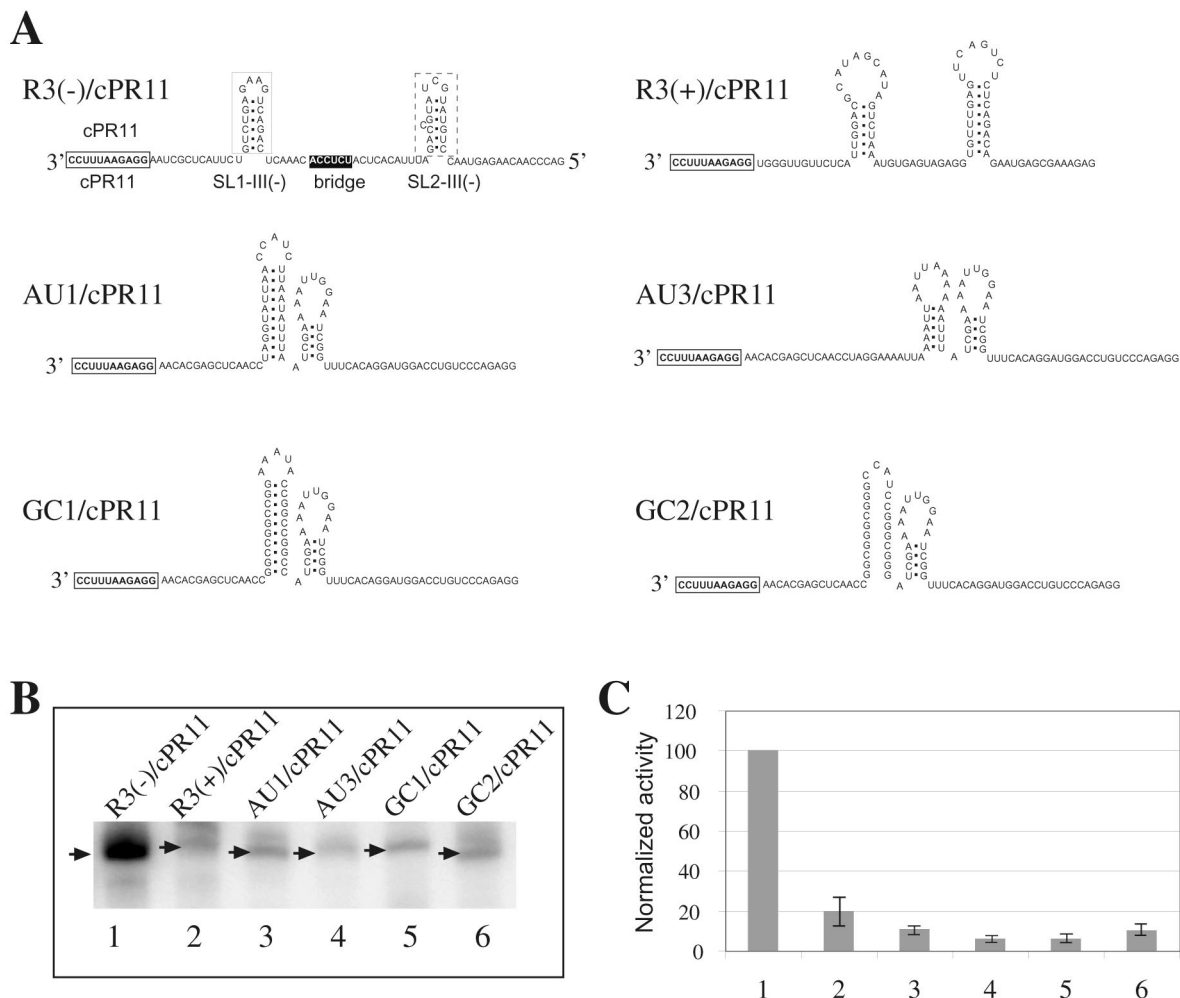 A
R3(-)/cPR11
cPR11
3’ CCUUUAAGAGG AAUCGCUCAUUCU UCAAAC ACCUCU ACUCACAUUUA CAAUGAGAACAACCCAG 5’
cPR11 SL1-III(-) bridge SL2-III(-)
R3(+)/cPR11
CCUUUAAGAGG UGGGUUGUUCUCA AUGUGAGUAGAGG GAAUGAGCGAAAGAG
AU1/cPR11
3’ CCUUUAAGAGG AACACGAGCUCAACC UUUCACAGGAUGGACCUGUCCCAGAGG
AU3/cPR11
3’ CCUUUAAGAGG AACACGAGCUCAACCUAGGAAAAUUA UUUCACAGGAUGGACCUGUCCCAGAGG
GC1/cPR11
3’ CCUUUAAGAGG AACACGAGCUCAACC UUUCACAGGAUGGACCUGUCCCAGAGG
GC2/cPR11
3’ CCUUUAAGAGG AACACGAGCUCAACC UUUCACAGGAUGGACCUGUCCCAGAGG
B
R3(-)/cPR11
R3(+)/cPR11
AU1/cPR11
AU3/cPR11
GC1/cPR11
GC2/cPR11
1 2 3 4 5 6
C
Normalized activity
120
100
80
60
40
20
0
1 2 3 4 5 6